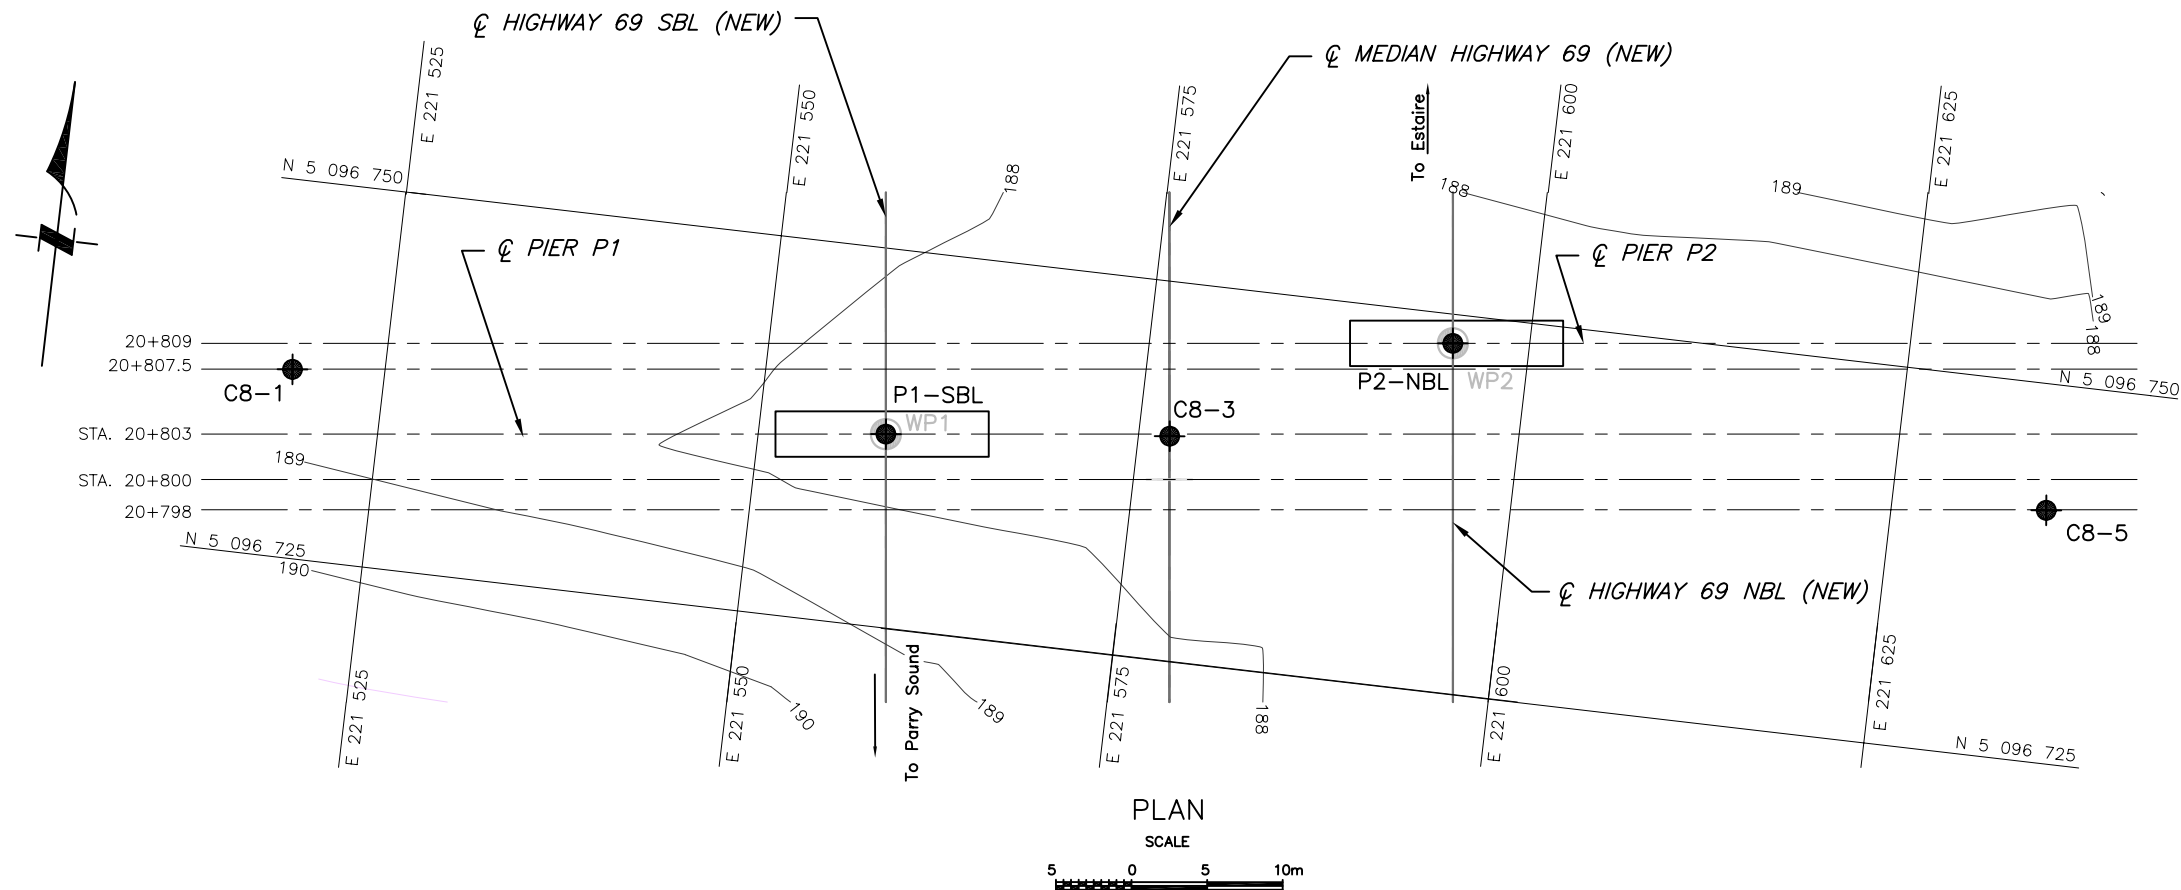 ℄ HIGHWAY 69 SBL (NEW)
℄ MEDIAN HIGHWAY 69 (NEW)
E 221 525
E 221 550
E 221 575
E 221 600
E 221 625
To Estaire
N 5 096 750
188
188
189
℄ PIER P1
℄ PIER P2
N
189
188
20+809
20+807.5
C8-1
P1-SBL
WP1
C8-3
P2-NBL
WP2
N 5 096 750
STA. 20+803
189
STA. 20+800
20+798
C8-5
N 5 096 725
190
℄ HIGHWAY 69 NBL (NEW)
E 221 525
E 221 550
190
To Parry Sound
189
E 221 575
188
E 221 600
E 221 625
N 5 096 725
PLAN
SCALE
5 0 5 10m